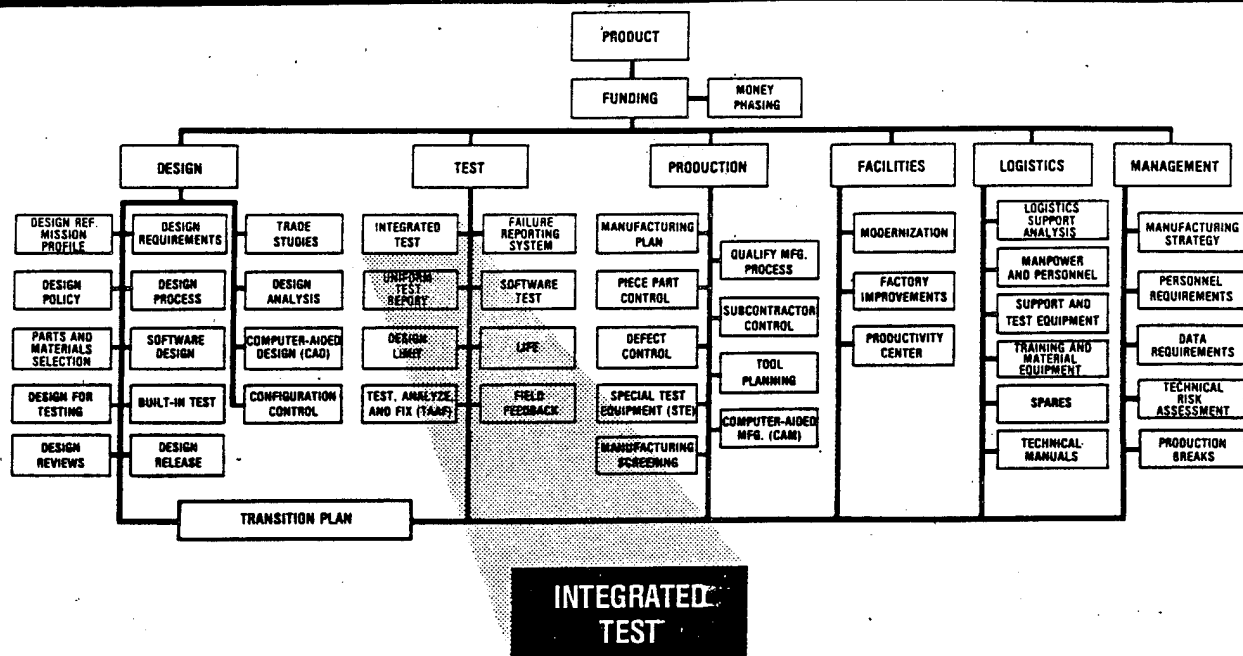 PRODUCT
FUNDING
MONEY
PHASING
DESIGN
TEST
PRODUCTION
FACILITIES
LOGISTICS
MANAGEMENT
DESIGN REF.
MISSION
PROFILE
DESIGN
REQUIREMENTS
TRADE
STUDIES
DESIGN
POLICY
DESIGN
PROCESS
DESIGN
ANALYSIS
PARTS AND
MATERIALS
SELECTION
SOFTWARE
DESIGN
COMPUTER-AIDED
DESIGN (CAD)
DESIGN FOR
TESTING
BUILT-IN TEST
CONFIGURATION
CONTROL
DESIGN
REVIEWS
DESIGN
RELEASE
INTEGRATED
TEST
FAILURE
REPORTING
SYSTEM
UNIFORM
TEST
REPORT
SOFTWARE
TEST
DESIGN
LIMIT
LIFE
TEST, ANALYZE,
AND FIX (TAAF)
FIELD
FEEDBACK
MANUFACTURING
PLAN
QUALIFY MFG.
PROCESS
PIECE PART
CONTROL
SUBCONTRACTOR
CONTROL
DEFECT
CONTROL
TOOL
PLANNING
SPECIAL TEST
EQUIPMENT (STE)
COMPUTER-AIDED
MFG. (CAM)
MANUFACTURING
SCREENING
MODERNIZATION
FACTORY
IMPROVEMENTS
PRODUCTIVITY
CENTER
LOGISTICS
SUPPORT
ANALYSIS
MANPOWER
AND PERSONNEL
SUPPORT AND
TEST EQUIPMENT
TRAINING AND
MATERIAL
EQUIPMENT
SPARES
TECHNICAL
MANUALS
MANUFACTURING
STRATEGY
PERSONNEL
REQUIREMENTS
DATA
REQUIREMENTS
TECHNICAL
RISK
ASSESSMENT
PRODUCTION
BREAKS
TRANSITION PLAN
INTEGRATED
TEST